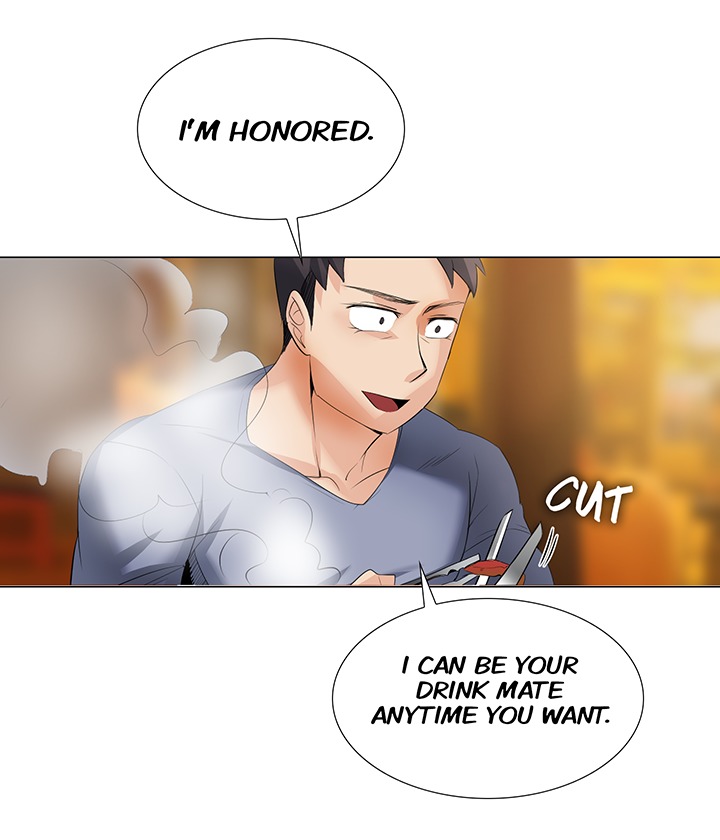 I'M HONORED.
CUT
I CAN BE YOUR
DRINK MATE
ANYTIME YOU WANT.